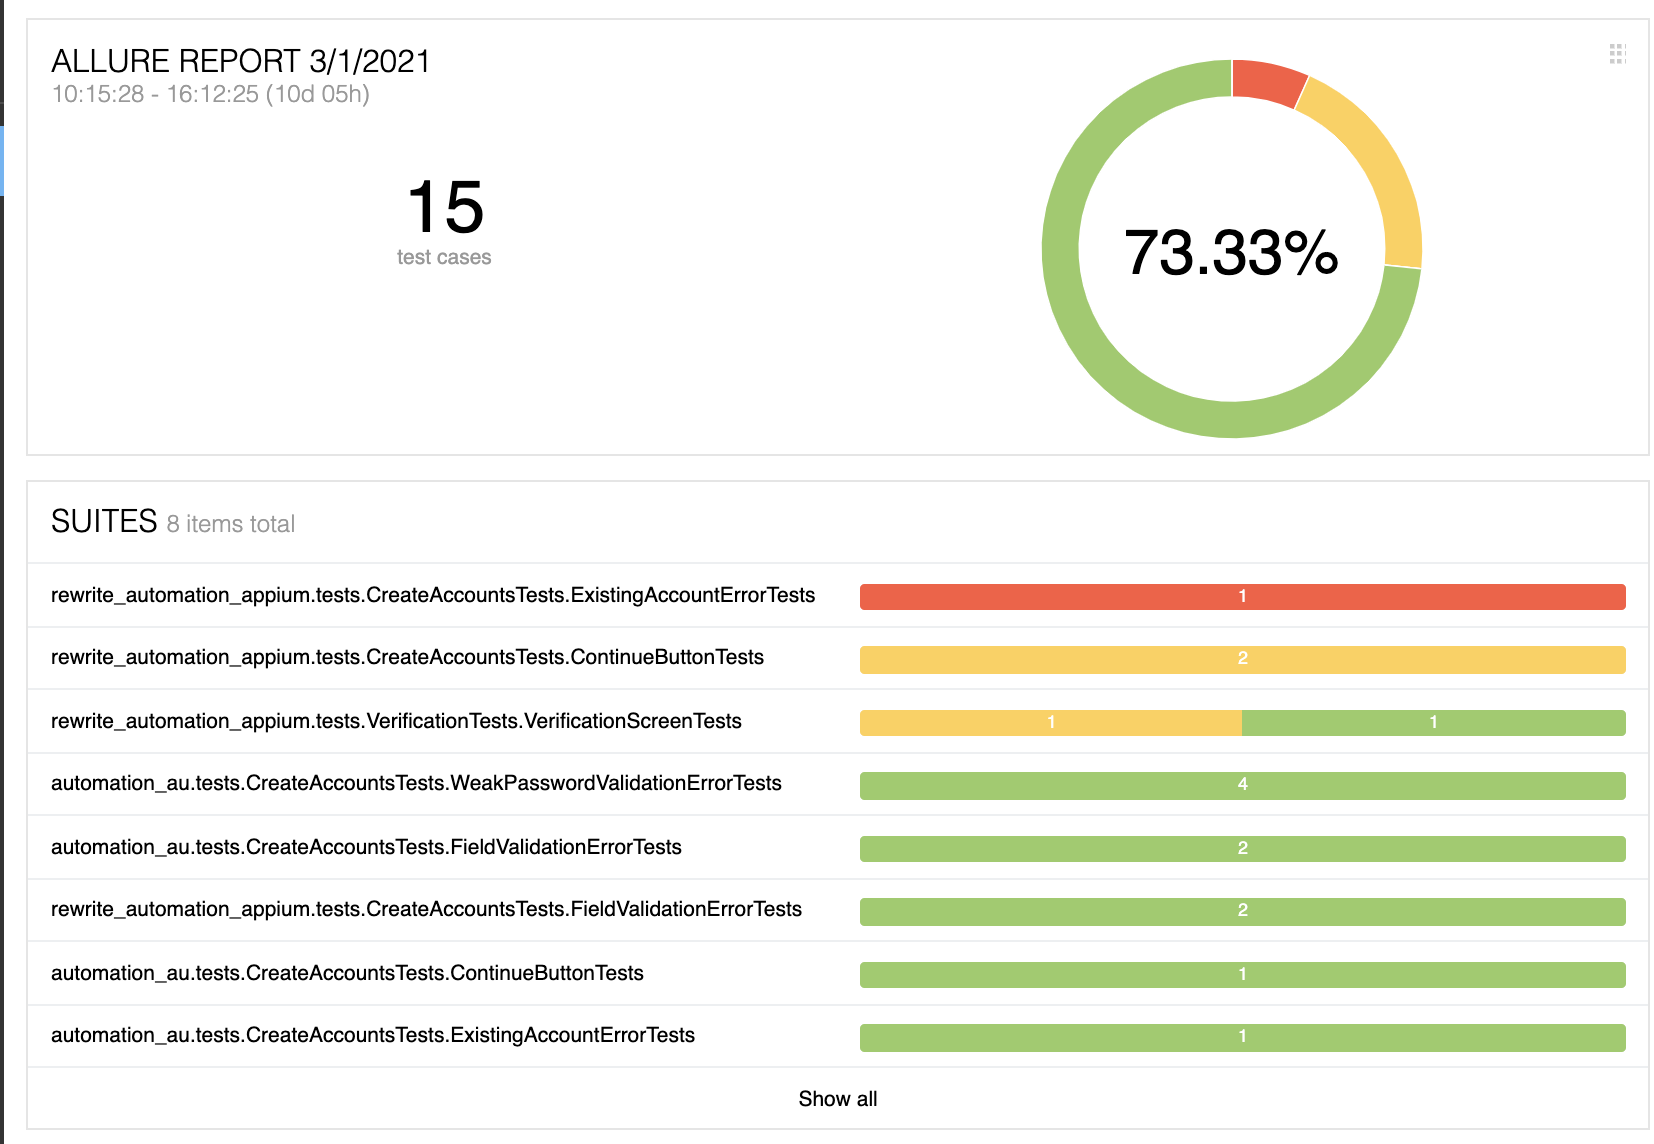 ALLURE REPORT 3/1/2021
10:15:28 - 16:12:25 (10d 05h)
15
test cases
73.33%
SUITES 8 items total
rewrite_automation_appium.tests.CreateAccountsTests.ExistingAccountErrorTests 1
rewrite_automation_appium.tests.CreateAccountsTests.ContinueButtonTests 2
rewrite_automation_appium.tests.VerificationTests.VerificationScreenTests 1 1
automation_au.tests.CreateAccountsTests.WeakPasswordValidationErrorTests 4
automation_au.tests.CreateAccountsTests.FieldValidationErrorTests 2
rewrite_automation_appium.tests.CreateAccountsTests.FieldValidationErrorTests 2
automation_au.tests.CreateAccountsTests.ContinueButtonTests 1
automation_au.tests.CreateAccountsTests.ExistingAccountErrorTests 1
Show all